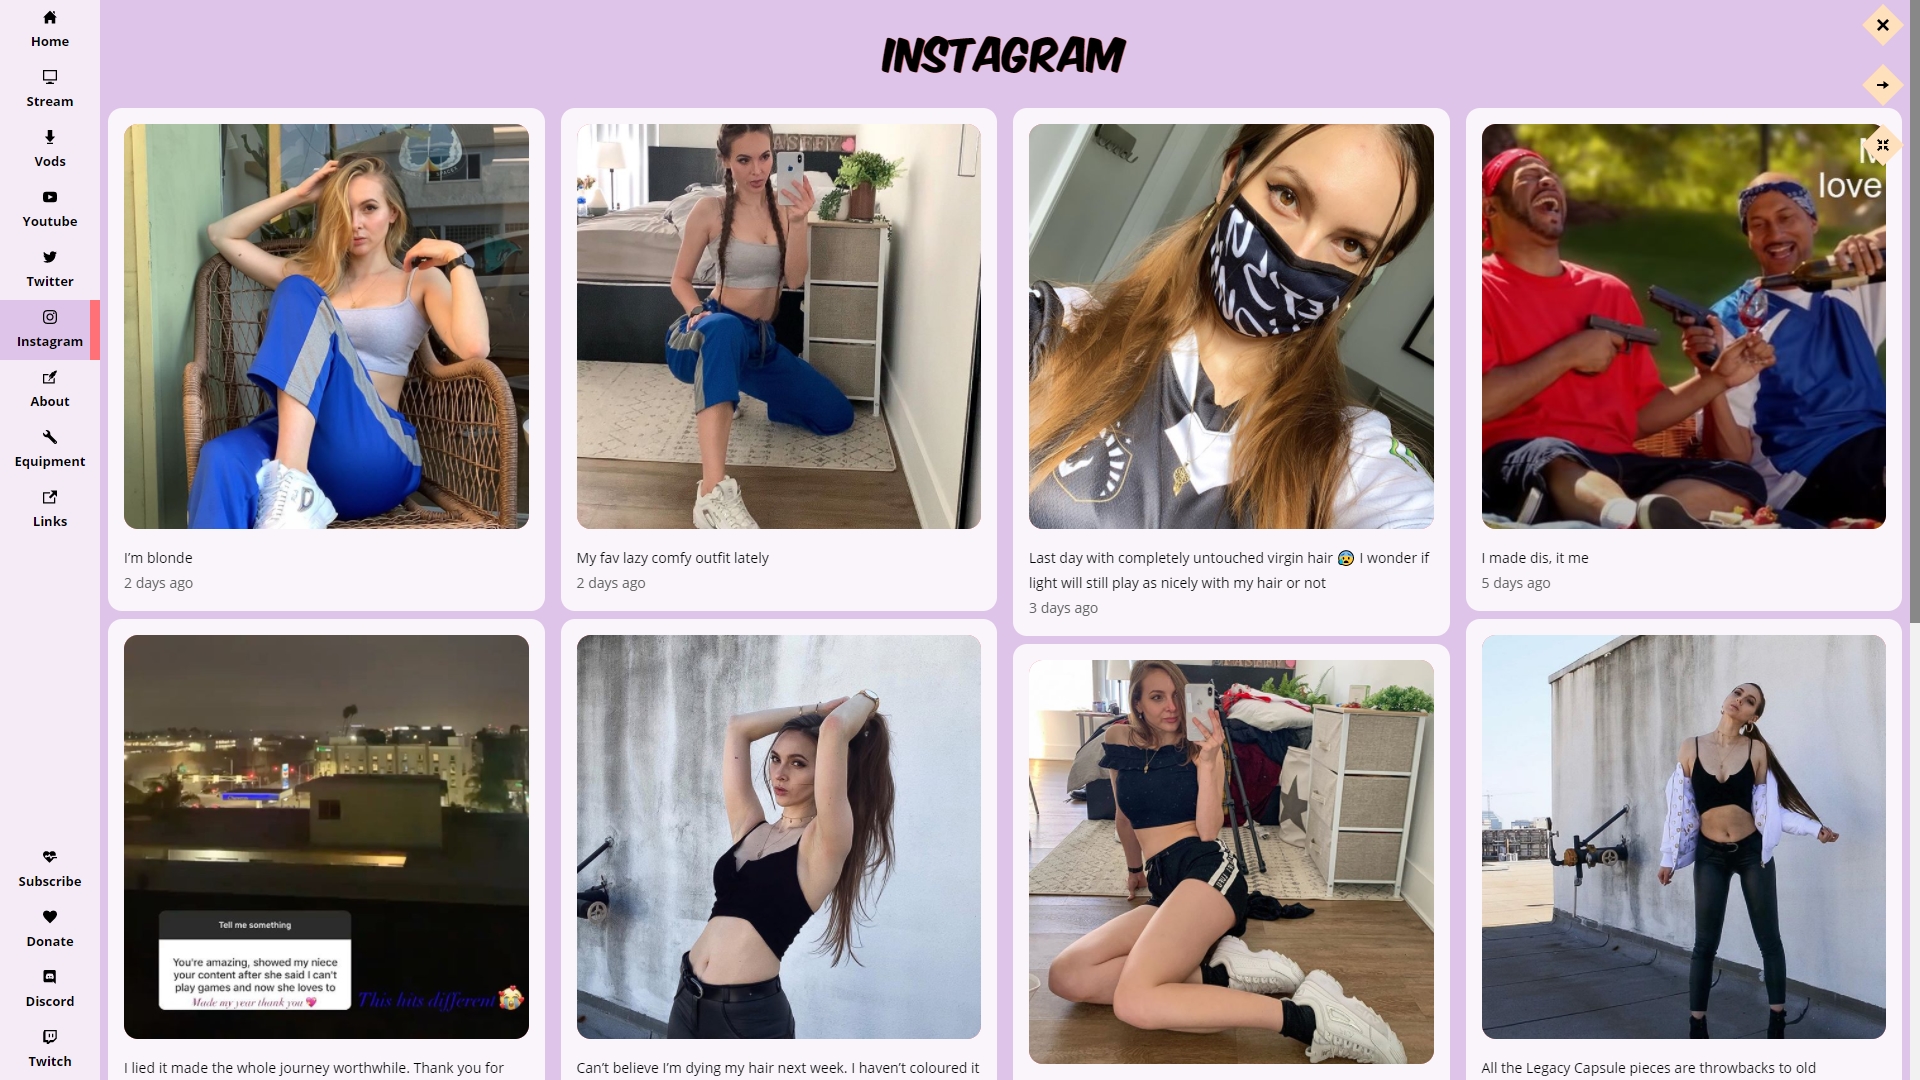 Home
Stream
Vods
Youtube
Twitter
Instagram
About
Equipment
Links
Subscribe
Donate
Discord
Twitch
INSTAGRAM
I'm blonde
2 days ago
My fav lazy comfy outfit lately
2 days ago
Last day with completely untouched virgin hair 😰 I wonder if
light will still play as nicely with my hair or not
3 days ago
love
I made dis, it me
5 days ago
Tell me something
You're amazing, showed my niece
your content after she said I can't
play games and now she loves to
Made my year thank you 💖
This hits different 😭
I lied it made the whole journey worthwhile. Thank you for
Can't believe I'm dying my hair next week. I haven't coloured it
All the Legacy Capsule pieces are throwbacks to old